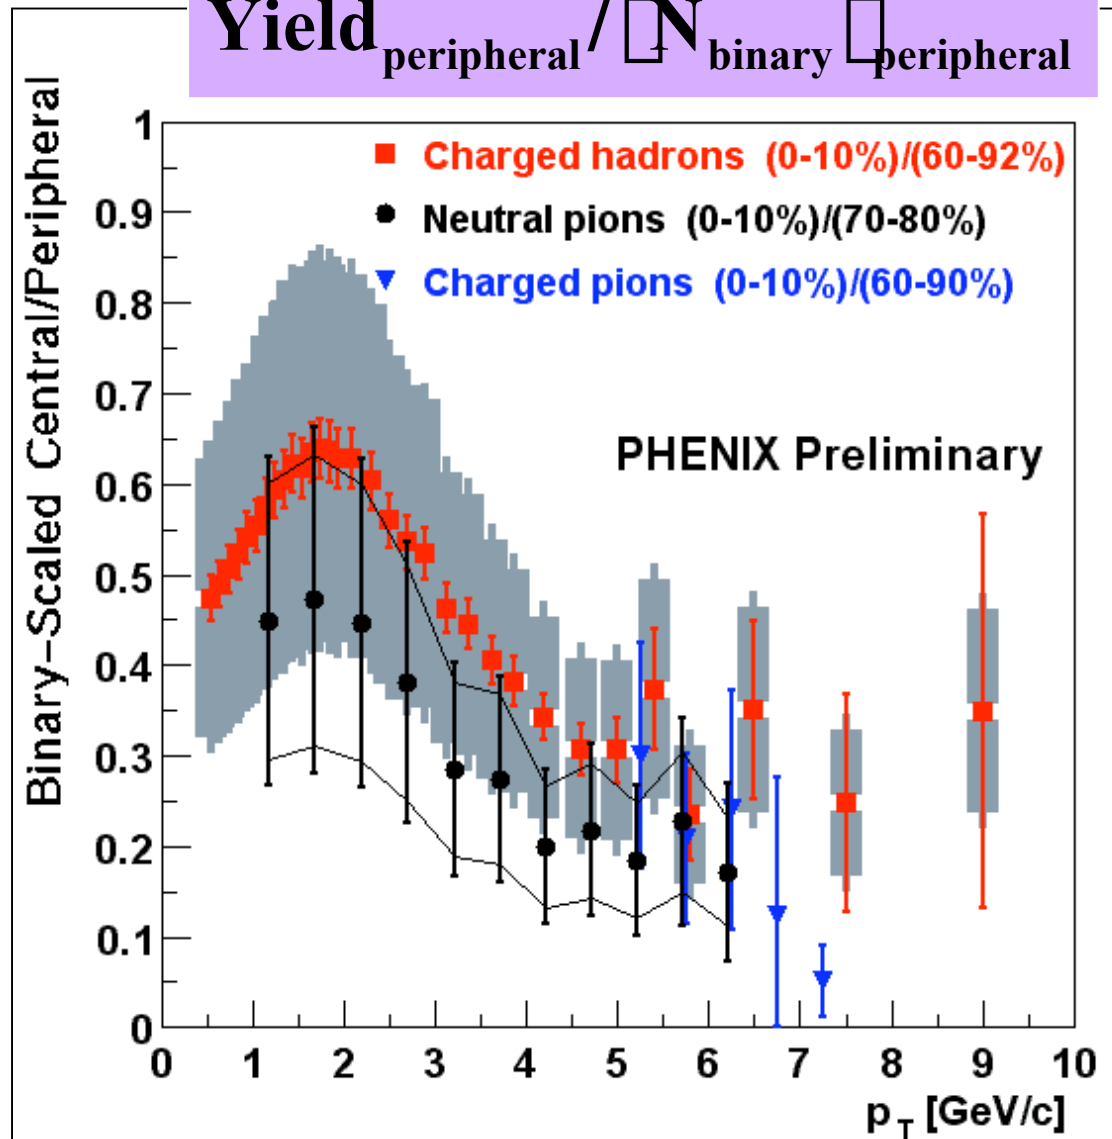 Yield peripheral / N binary peripheral
Binary-Scaled Central/Peripheral
1
0.9
0.8
0.7
0.6
0.5
0.4
0.3
0.2
0.1
0
Charged hadrons (0-10%)/(60-92%)
Neutral pions (0-10%)/(70-80%)
Charged pions (0-10%)/(60-90%)
PHENIX Preliminary
0 1 2 3 4 5 6 7 8 9 10
p T [GeV/c]